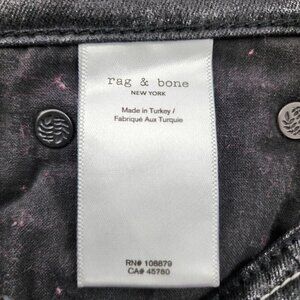 rag & bone
NEW YORK
Made in Turkey /
Fabriqué Aux Turquie
RN# 108879
CA# 45780